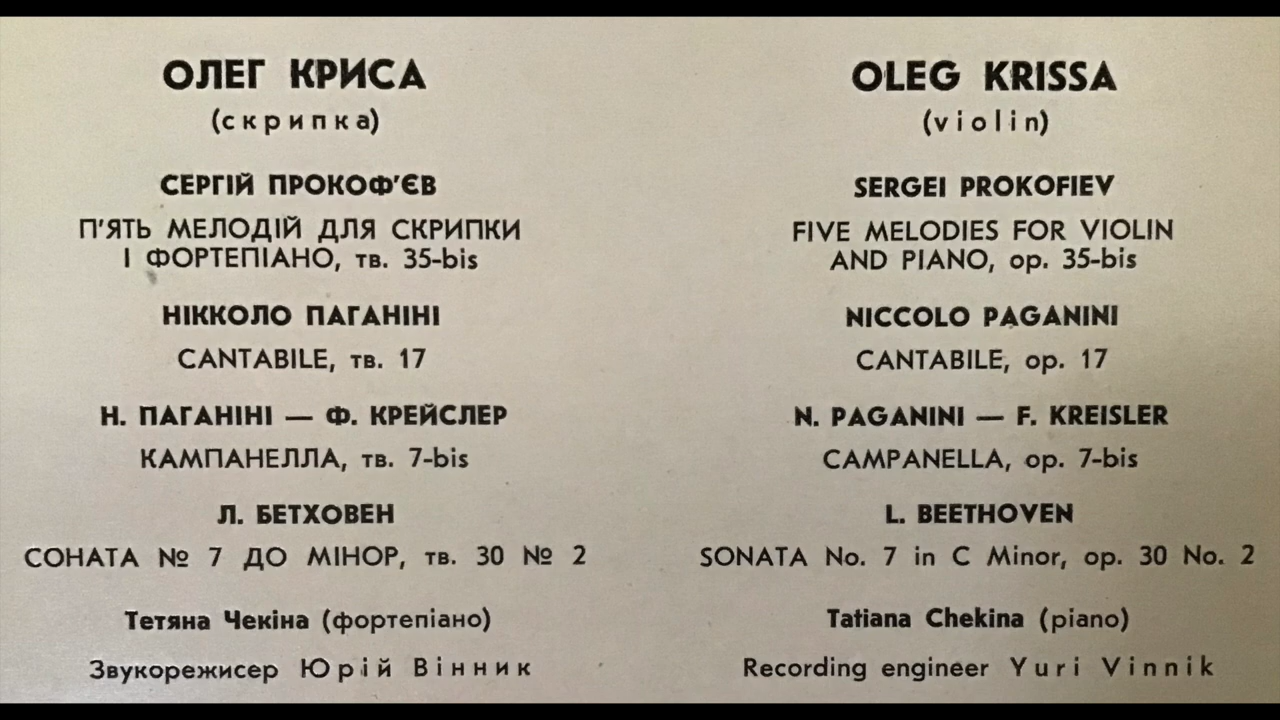 ОЛЕГ КРИСА
(скрипка)
СЕРГІЙ ПРОКОФ'ЄВ
П'ЯТЬ МЕЛОДІЙ ДЛЯ СКРИПКИ
І ФОРТЕПІАНО, тв. 35-bis
НІККОЛО ПАГАНІНІ
CANTABILE, тв. 17
Н. ПАГАНІНІ — Ф. КРЕЙСЛЕР
КАМПАНЕЛЛА, тв. 7-bis
Л. БЕТХОВЕН
СОНАТА № 7 ДО МІНОР, тв. 30 № 2
Тетяна Чекіна (фортепіано)
Звукорежисер Юрій Вінник
OLEG KRISSA
(violin)
SERGEI PROKOFIEV
FIVE MELODIES FOR VIOLIN
AND PIANO, op. 35-bis
NICCOLO PAGANINI
CANTABILE, op. 17
N. PAGANINI — F. KREISLER
CAMPANELLA, op. 7-bis
L. BEETHOVEN
SONATA No. 7 in C Minor, op. 30 No. 2
Tatiana Chekina (piano)
Recording engineer Yuri Vinnik